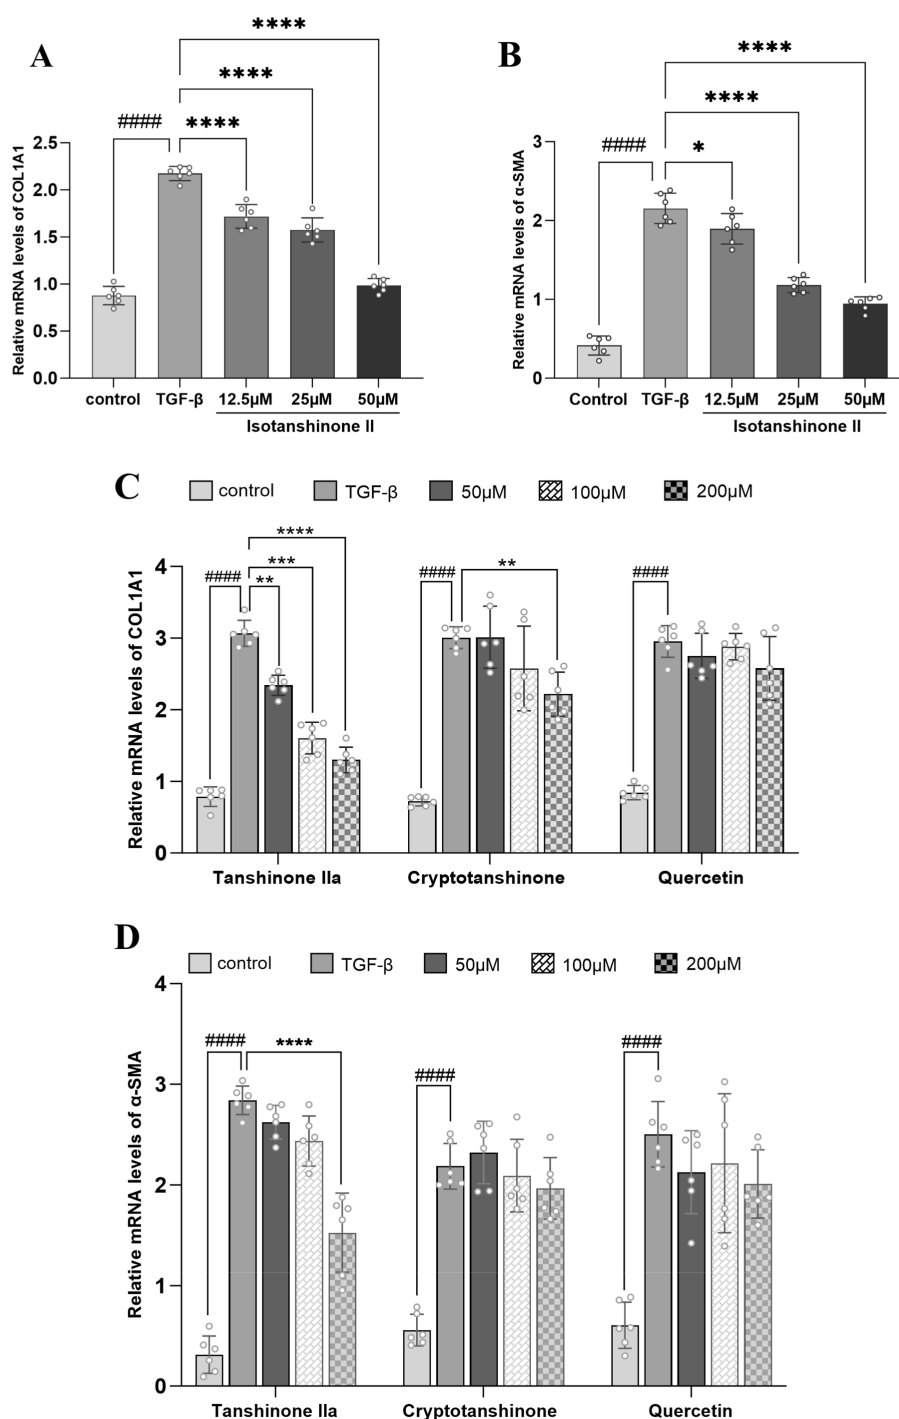 A
****
****
####
****
Relative mRNA levels of COL1A1
2.5
2.0
1.5
1.0
0.5
0.0
control TGF-β 12.5μM 25μM 50μM
Isotanshinone II
B
****
****
####
*
Relative mRNA levels of α-SMA
3
2
1
0
Control TGF-β 12.5μM 25μM 50μM
Isotanshinone II
C
control TGF-β 50μM 100μM 200μM
****
***
#### **
#### **
####
Relative mRNA levels of COL1A1
4
3
2
1
0
Tanshinone IIa Cryptotanshinone Quercetin
D
control TGF-β 50μM 100μM 200μM
#### ****
####
####
Relative mRNA levels of α-SMA
4
3
2
1
0
Tanshinone IIa Cryptotanshinone Quercetin